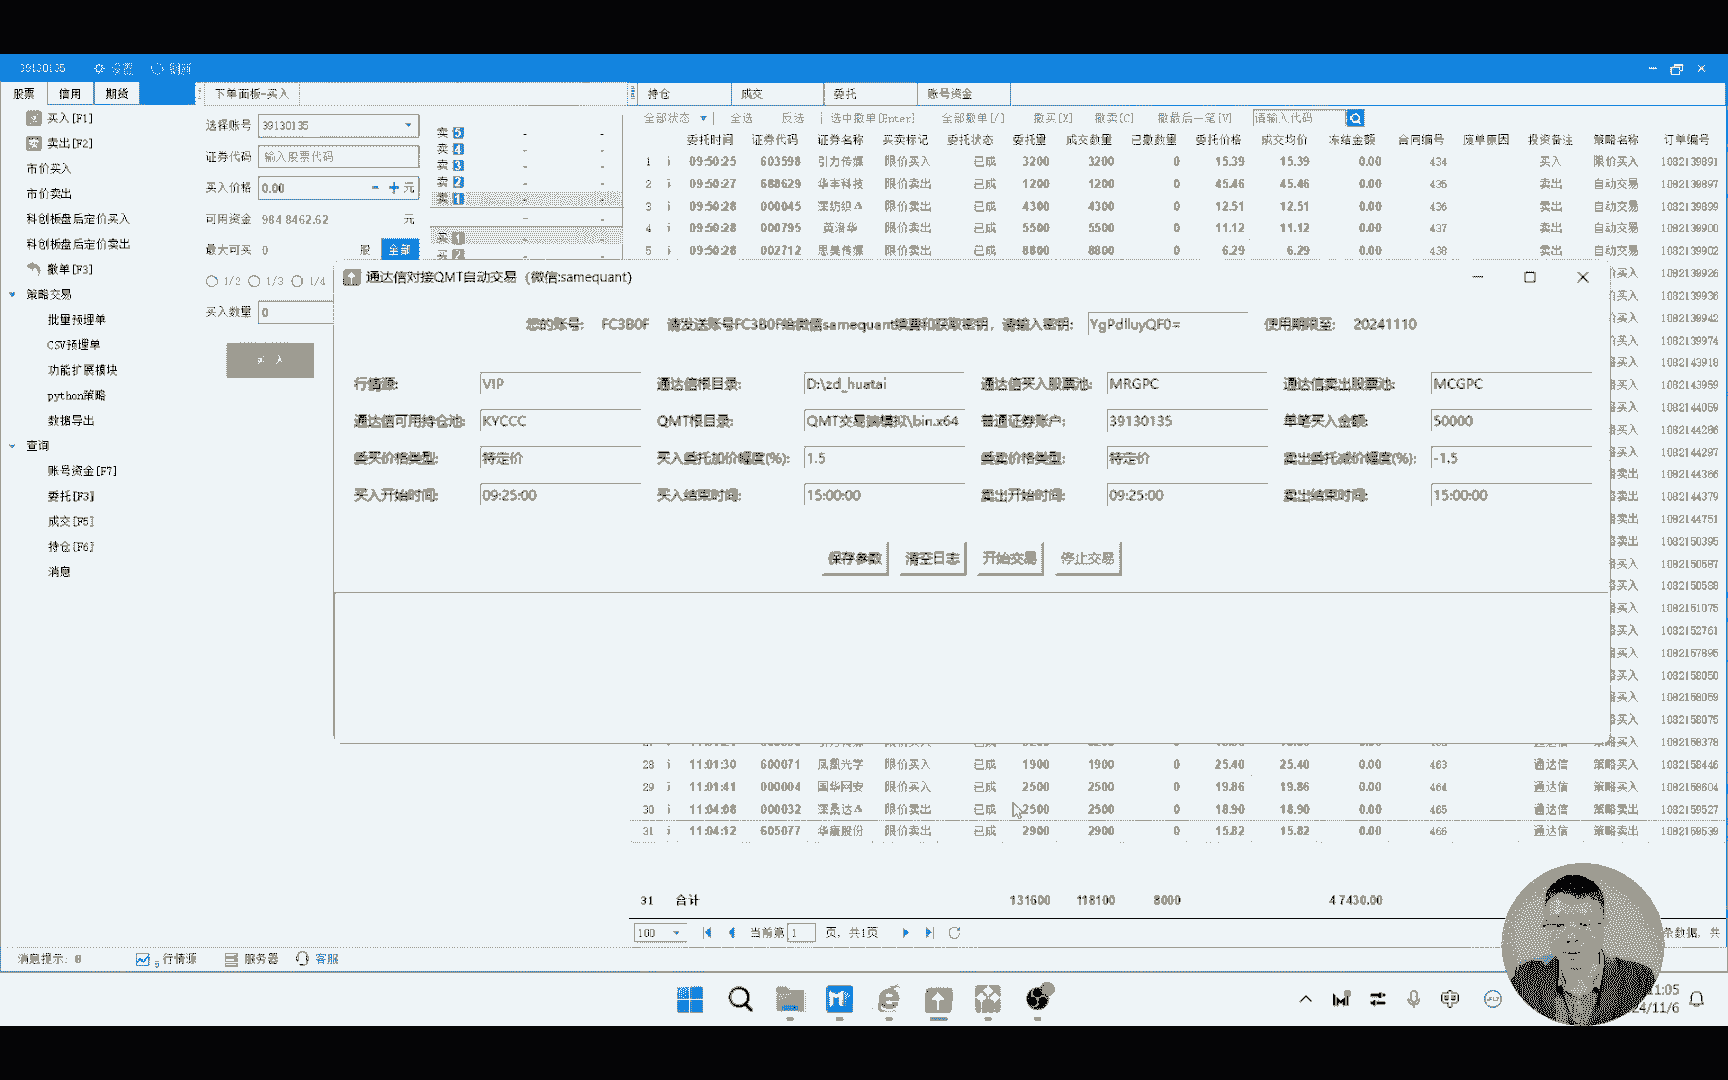 39130135 设置 刷新
股票 信用 期货 下单面板-买入 持仓 成交 委托 账号资金
买入[F1]
卖出[F2]
市价买入
市价卖出
科创板盘后定价买入
科创板盘后定价卖出
撤单[F3]
策略交易
批量预埋单
CSV预埋单
功能扩展模块
python策略
数据导出
查询
账号资金[F7]
委托[F3]
成交[F5]
持仓[F6]
消息
选择账号 39130135
证券代码 输入股票代码
买入价格 0.00 元
可用资金 984 8462.62 元
最大可买 0 股 全部
1/2 1/3 1/4
买入数量 0
买 入
卖 5 - -
卖 4 - -
卖 3 - -
卖 2 - -
卖 1 - -
买 1 - -
买 2 - -
全部状态 全选 反选 选中撤单[Enter] 全部撤单[/] 撤买[X] 撤卖[C] 撤最后一笔[V] 请输入代码
委托时间 证券代码 证券名称 买卖标记 委托状态 委托量 成交数量 已撤数量 委托价格 成交均价 冻结金额 合同编号 废单原因 投资备注 策略名称 订单编号
1 09:50:25 603598 引力传媒 限价买入 已成 3200 3200 0 15.39 15.39 0.00 434 买入 限价买入 1082139891
2 09:50:27 688629 华丰科技 限价卖出 已成 1200 1200 0 45.46 45.46 0.00 435 卖出 自动交易 1082139897
3 09:50:28 000045 深纺织A 限价卖出 已成 4300 4300 0 12.51 12.51 0.00 436 卖出 自动交易 1082139899
4 09:50:28 000795 英洛华 限价卖出 已成 5500 5500 0 11.12 11.12 0.00 437 卖出 自动交易 1082139900
5 09:50:28 002712 思美传媒 限价卖出 已成 8800 8800 0 6.29 6.29 0.00 438 卖出 自动交易 1082139902
通达信对接QMT自动交易 (微信:samequant)
您的账号: FC3B0F 请发送账号FC3B0F给微信samequant续费和获取密钥, 请输入密钥: YgPdlluyQF0= 使用期限至: 20241110
行情源: VIP 通达信根目录: D:\zd_huatai 通达信买入股票池: MRGPC 通达信卖出股票池: MCGPC
通达信可用持仓池: KYCCC QMT根目录: QMT交易端模拟\bin.x64 普通证券账户: 39130135 单笔买入金额: 50000
委买价格类型: 待定价 买入委托加价幅度(%): 1.5 委卖价格类型: 待定价 卖出委托减价幅度(%): -1.5
买入开始时间: 09:25:00 买入结束时间: 15:00:00 卖出开始时间: 09:25:00 卖出结束时间: 15:00:00
保存参数 清空日志 开始交易 停止交易
1082139926
1082139936
1082139942
1082139974
1082143918
1082143959
1082144059
1082144286
1082144297
1082144366
1082144379
1082144751
1082150395
1082150587
1082150588
1082151075
1082152761
1082157895
1082158050
1082158059
1082158075
1082158378
28 11:01:30 600071 凤凰光学 限价买入 已成 1900 1900 0 25.40 25.40 0.00 463 通达信 策略买入 1082158446
29 11:01:41 000004 国华网安 限价买入 已成 2500 2500 0 19.86 19.86 0.00 464 通达信 策略买入 1082158604
30 11:04:08 000032 深桑达A 限价卖出 已成 2500 2500 0 18.90 18.90 0.00 465 通达信 策略卖出 1082159527
31 11:04:12 605077 华康股份 限价卖出 已成 2900 2900 0 15.82 15.82 0.00 466 通达信 策略卖出 1082159539
31 合计 131600 118100 8000 4 7430.00
100 当前第 1 页, 共1页 条数据, 共
消息提示: 0 行情源 服务器 客服
11:05
24/11/6